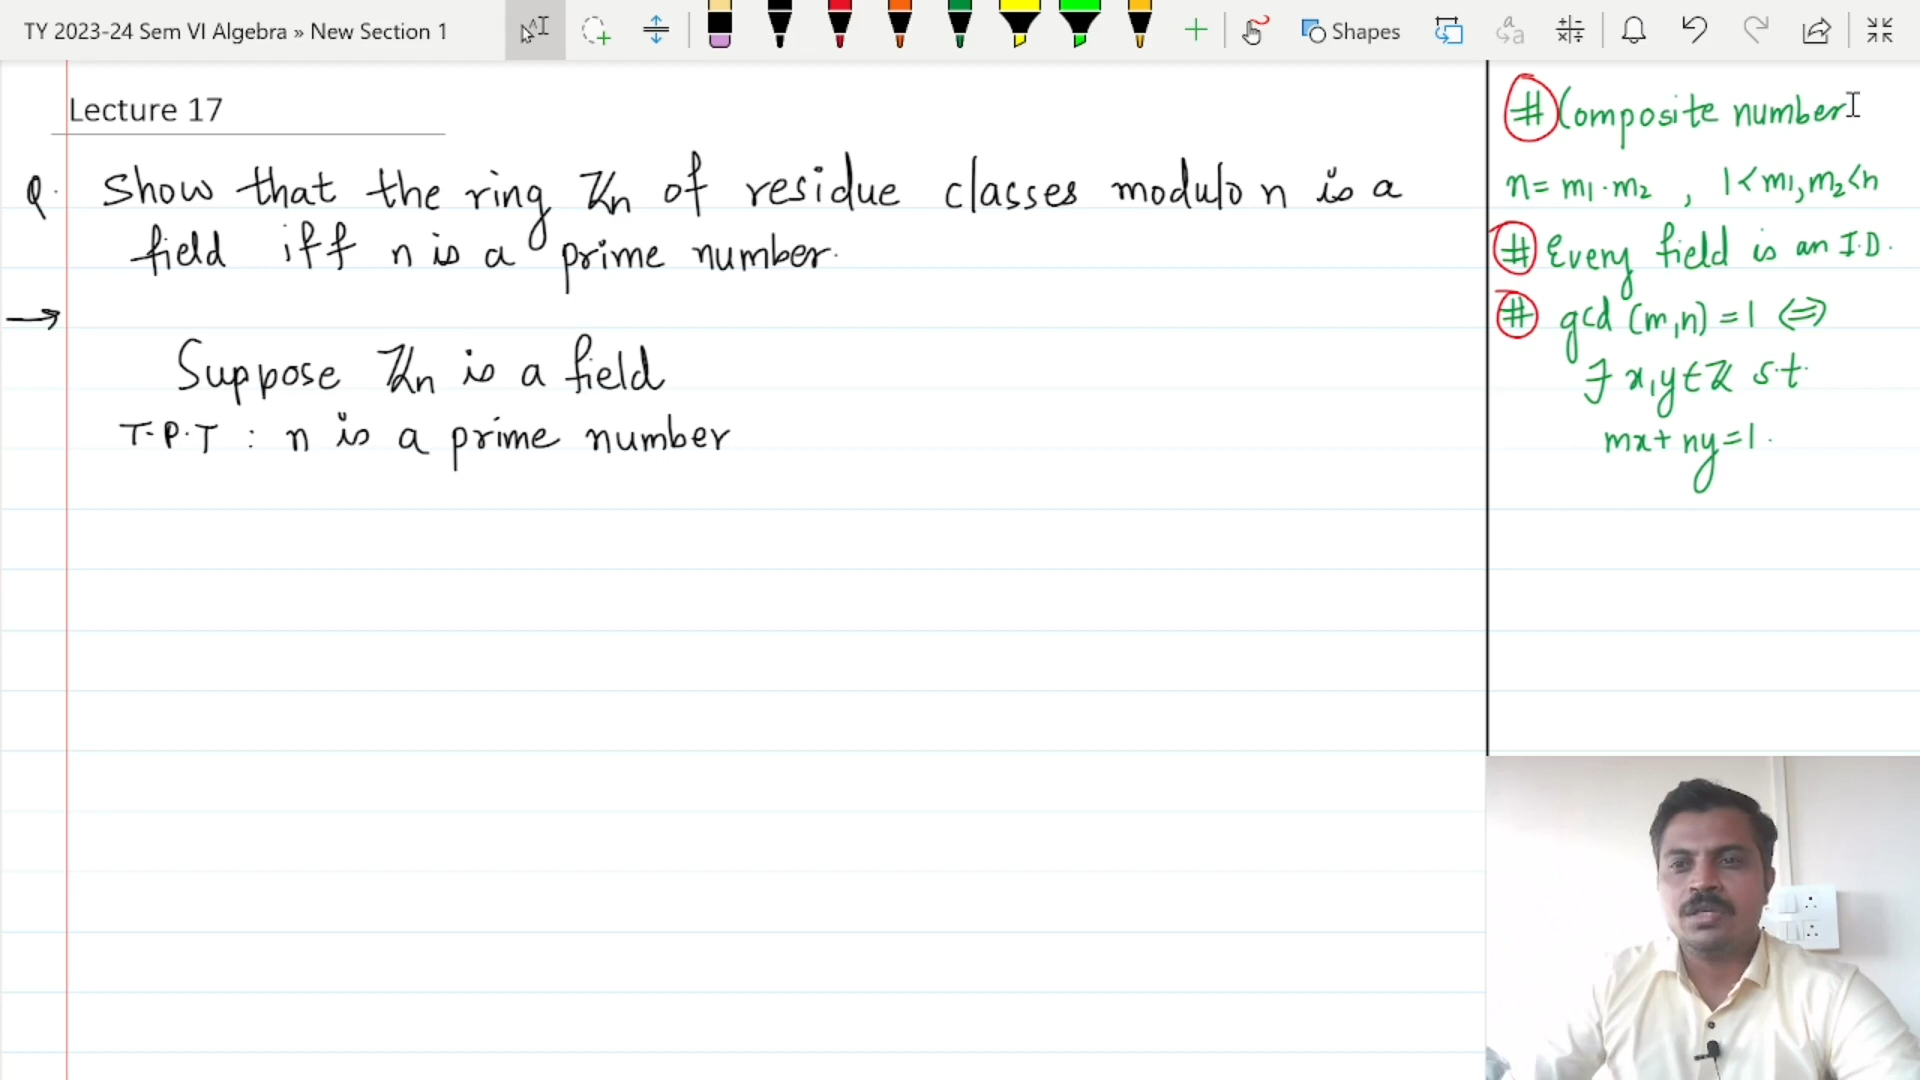 TY 2023-24 Sem VI Algebra » New Section 1
Shapes
Lecture 17
Q. Show that the ring ℤn of residue classes modulo n is a
field iff n is a prime number.
→
Suppose ℤn is a field
T.P.T : n is a prime number
# Composite number
n = m1 · m2 , 1<m1, m2<n
# Every field is an I.D.
# gcd (m,n) = 1 ⇔
∃ x,y ∈ ℤ s.t.
mx + ny = 1.